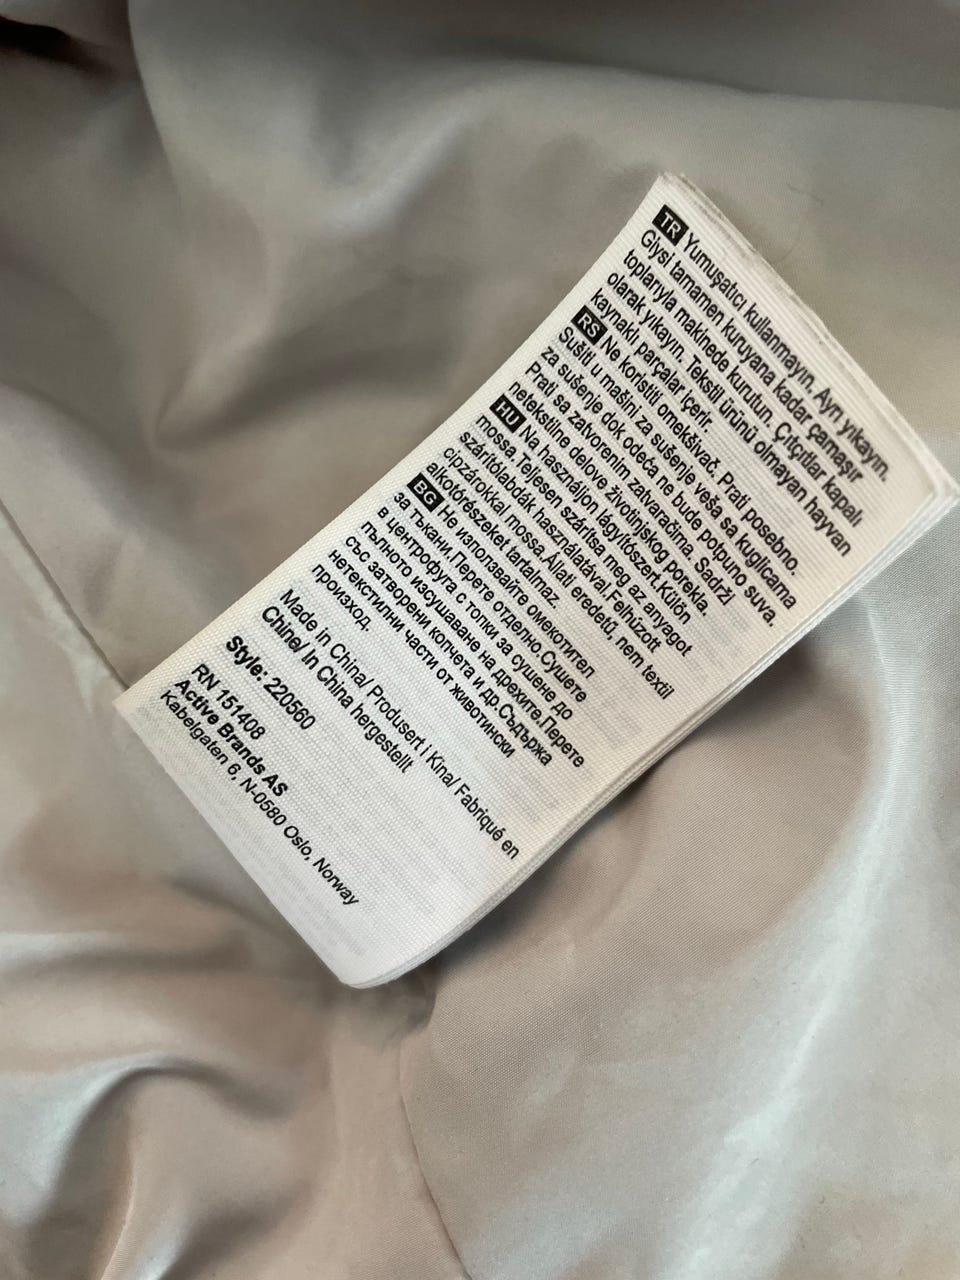 TR Yumuşatıcı kullanmayın. Ayrı yıkayın.
Giysi tamamen kuruyana kadar çamaşır
toplarıyla makinede kurutun. Çıtçıtlar kapalı
olarak yıkayın. Tekstil ürünü olmayan hayvan
kaynaklı parçalar içerir.
RS Ne koristiti omekšivač. Prati posebno.
Sušiti u mašini za sušenje veša sa kuglicama
za sušenje dok odeća ne bude potpuno suva.
Prati sa zatvorenim zatvaračima. Sadrži
netekstilne delove životinjskog porekla.
HU Na használjon lágyítószert.Külön
mossa.Teljesen szárítsa meg az anyagot
szárítólabdák használatával.Felhúzott
cipzárokkal mossa.Aljati eredetű, nem textil
alkotórészeket tartalmaz.
BG Не използвайте омекотител
за тъкани.Перете отделно.Сушете
в центрофуга с топки за сушене до
пълното изсушаване на дрехите.Перете
със затворени копчета и др.Съдържа
нетекстилни части от животински
произход.
Made in China/ Produsert i Kina/ Fabriqué en
Chine/ In China hergestellt
Style: 220560
RN 151408
Active Brands AS
Kabelgaten 6, N-0580 Oslo, Norway